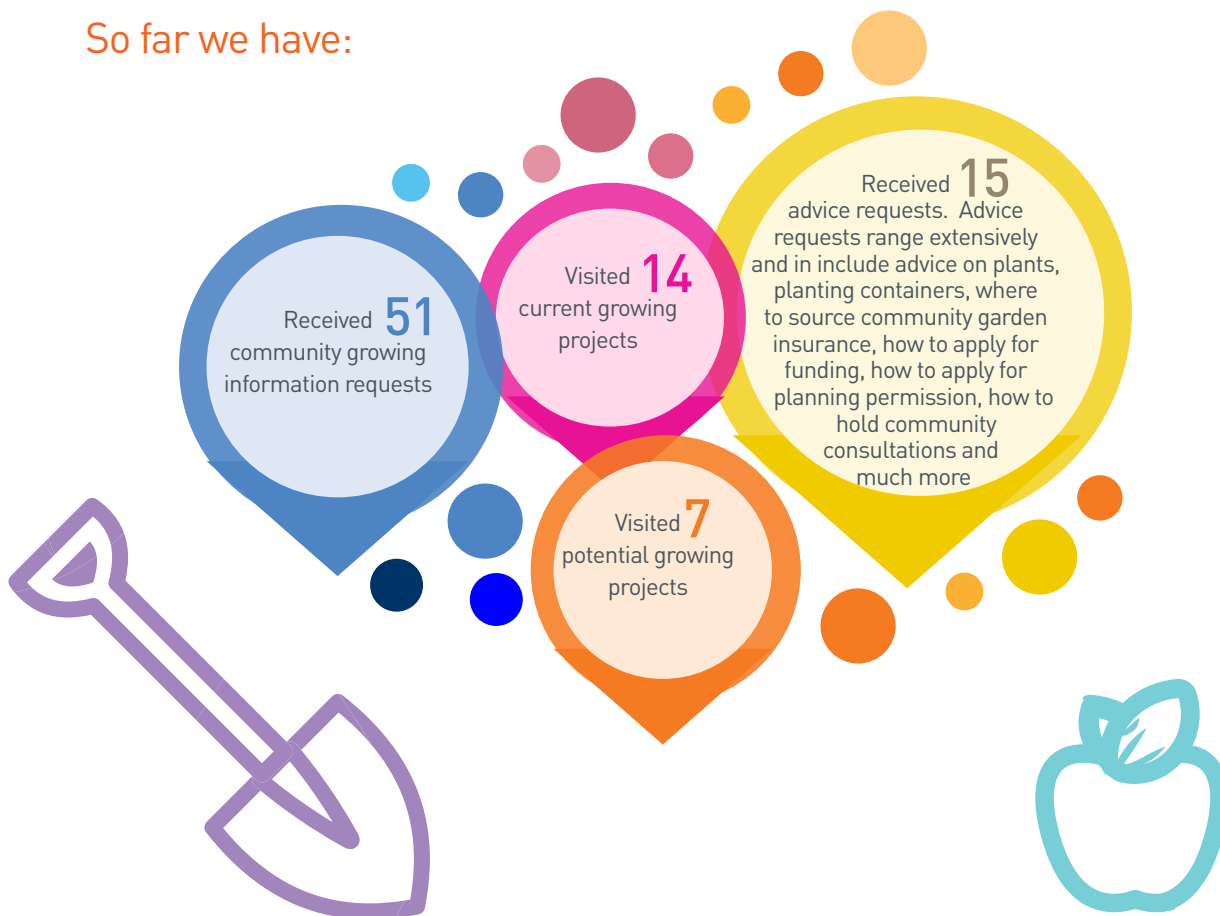 So far we have:
Received 51
community growing
information requests
Visited 14
current growing
projects
Received 15
advice requests. Advice
requests range extensively
and in include advice on plants,
planting containers, where
to source community garden
insurance, how to apply for
funding, how to apply for
planning permission, how to
hold community
consultations and
much more
Visited 7
potential growing
projects